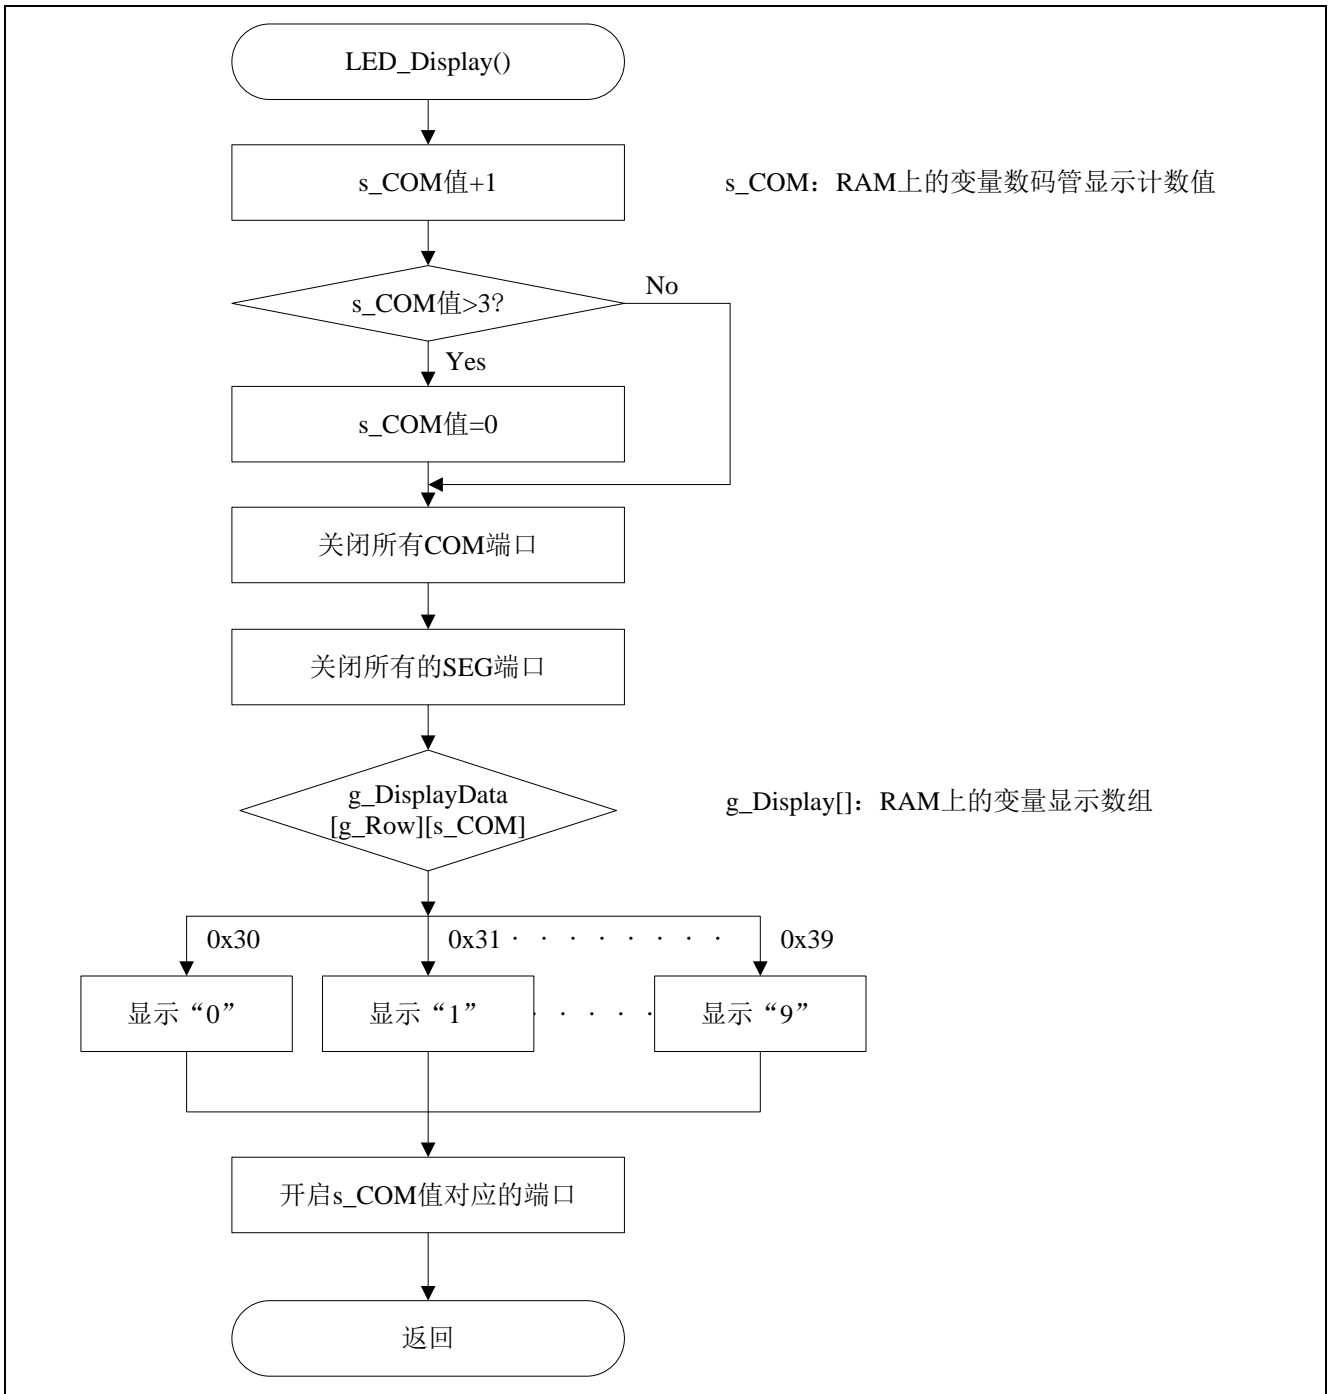 LED_Display()
s_COM值+1
s_COM：RAM上的变量数码管显示计数值
No
s_COM值>3?
Yes
s_COM值=0
关闭所有COM端口
关闭所有的SEG端口
g_DisplayData
[g_Row][s_COM]
g_Display[]：RAM上的变量显示数组
0x30
0x31 · · · · · · · ·
0x39
显示“0”
显示“1”
· · · · ·
显示“9”
开启s_COM值对应的端口
返回